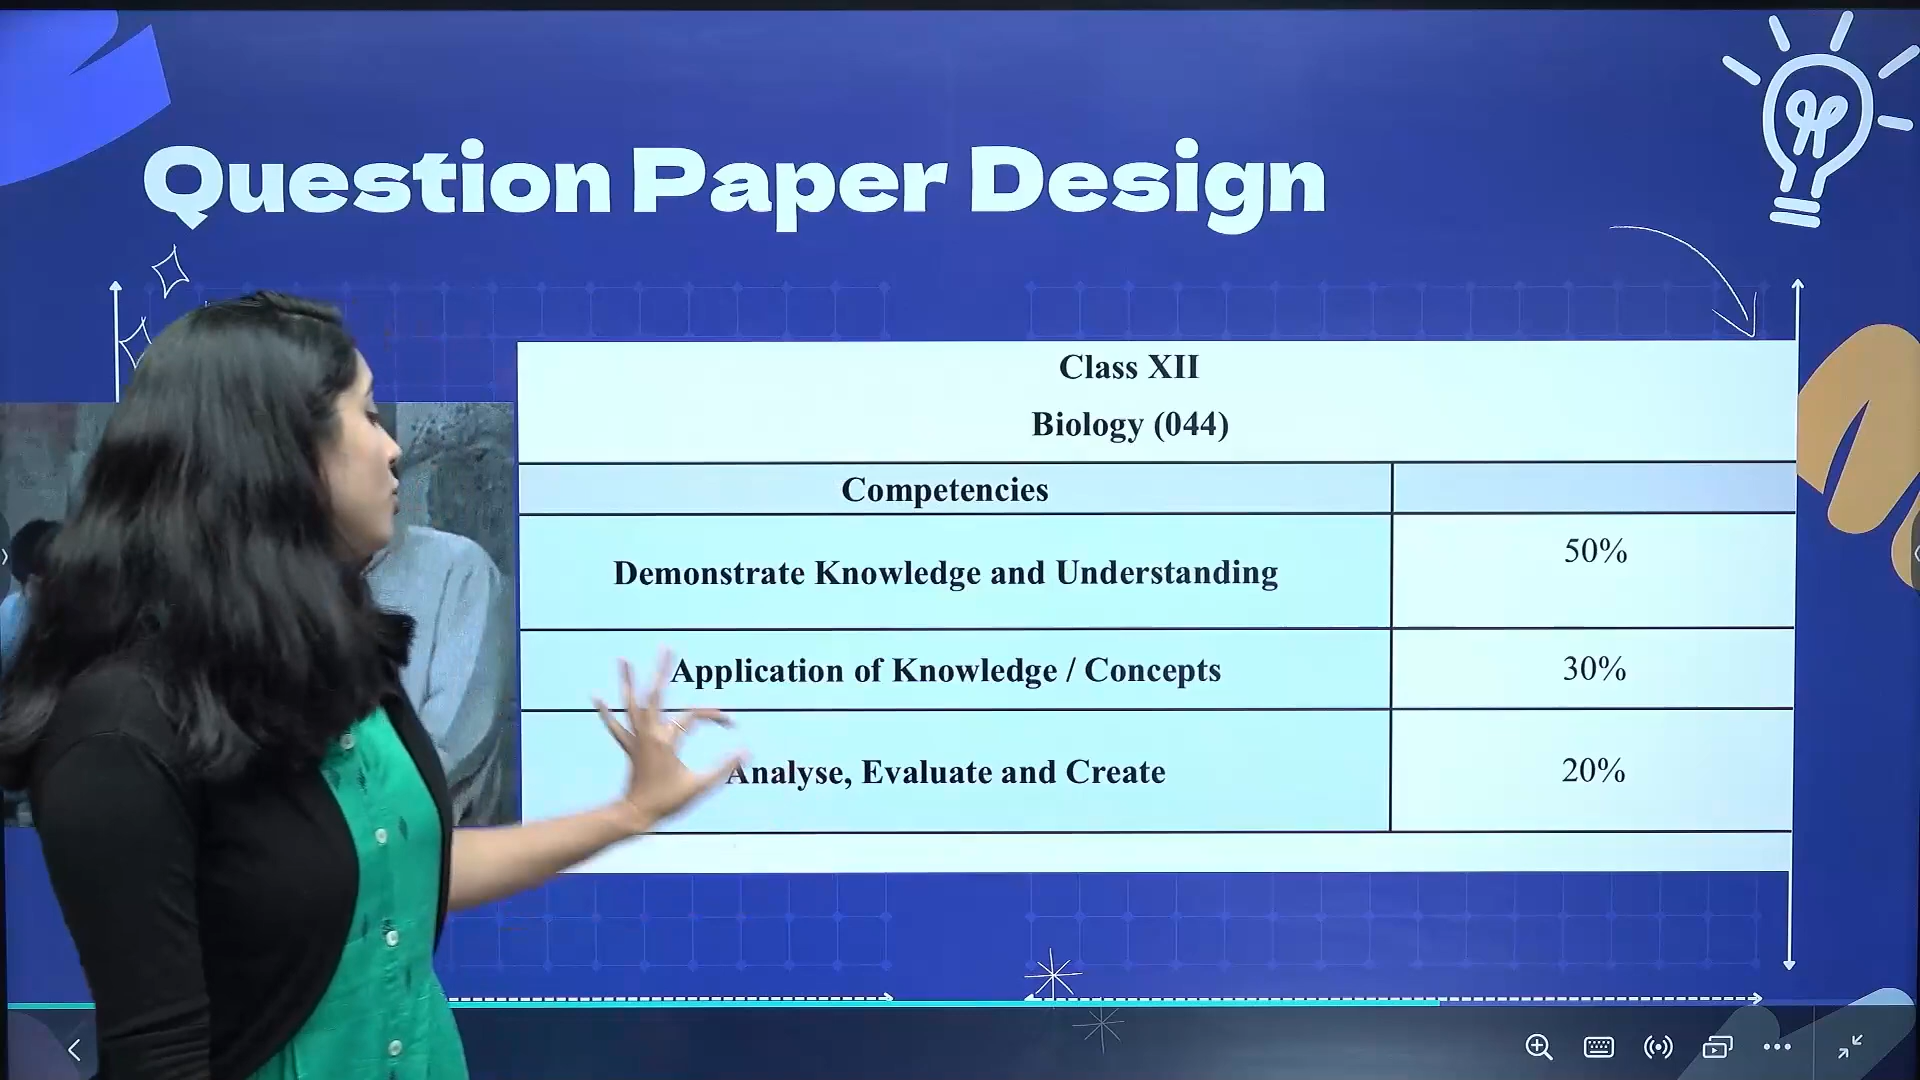 Question Paper Design
Class XII
Biology (044)
Competencies
Demonstrate Knowledge and Understanding
50%
Application of Knowledge / Concepts
30%
Analyse, Evaluate and Create
20%